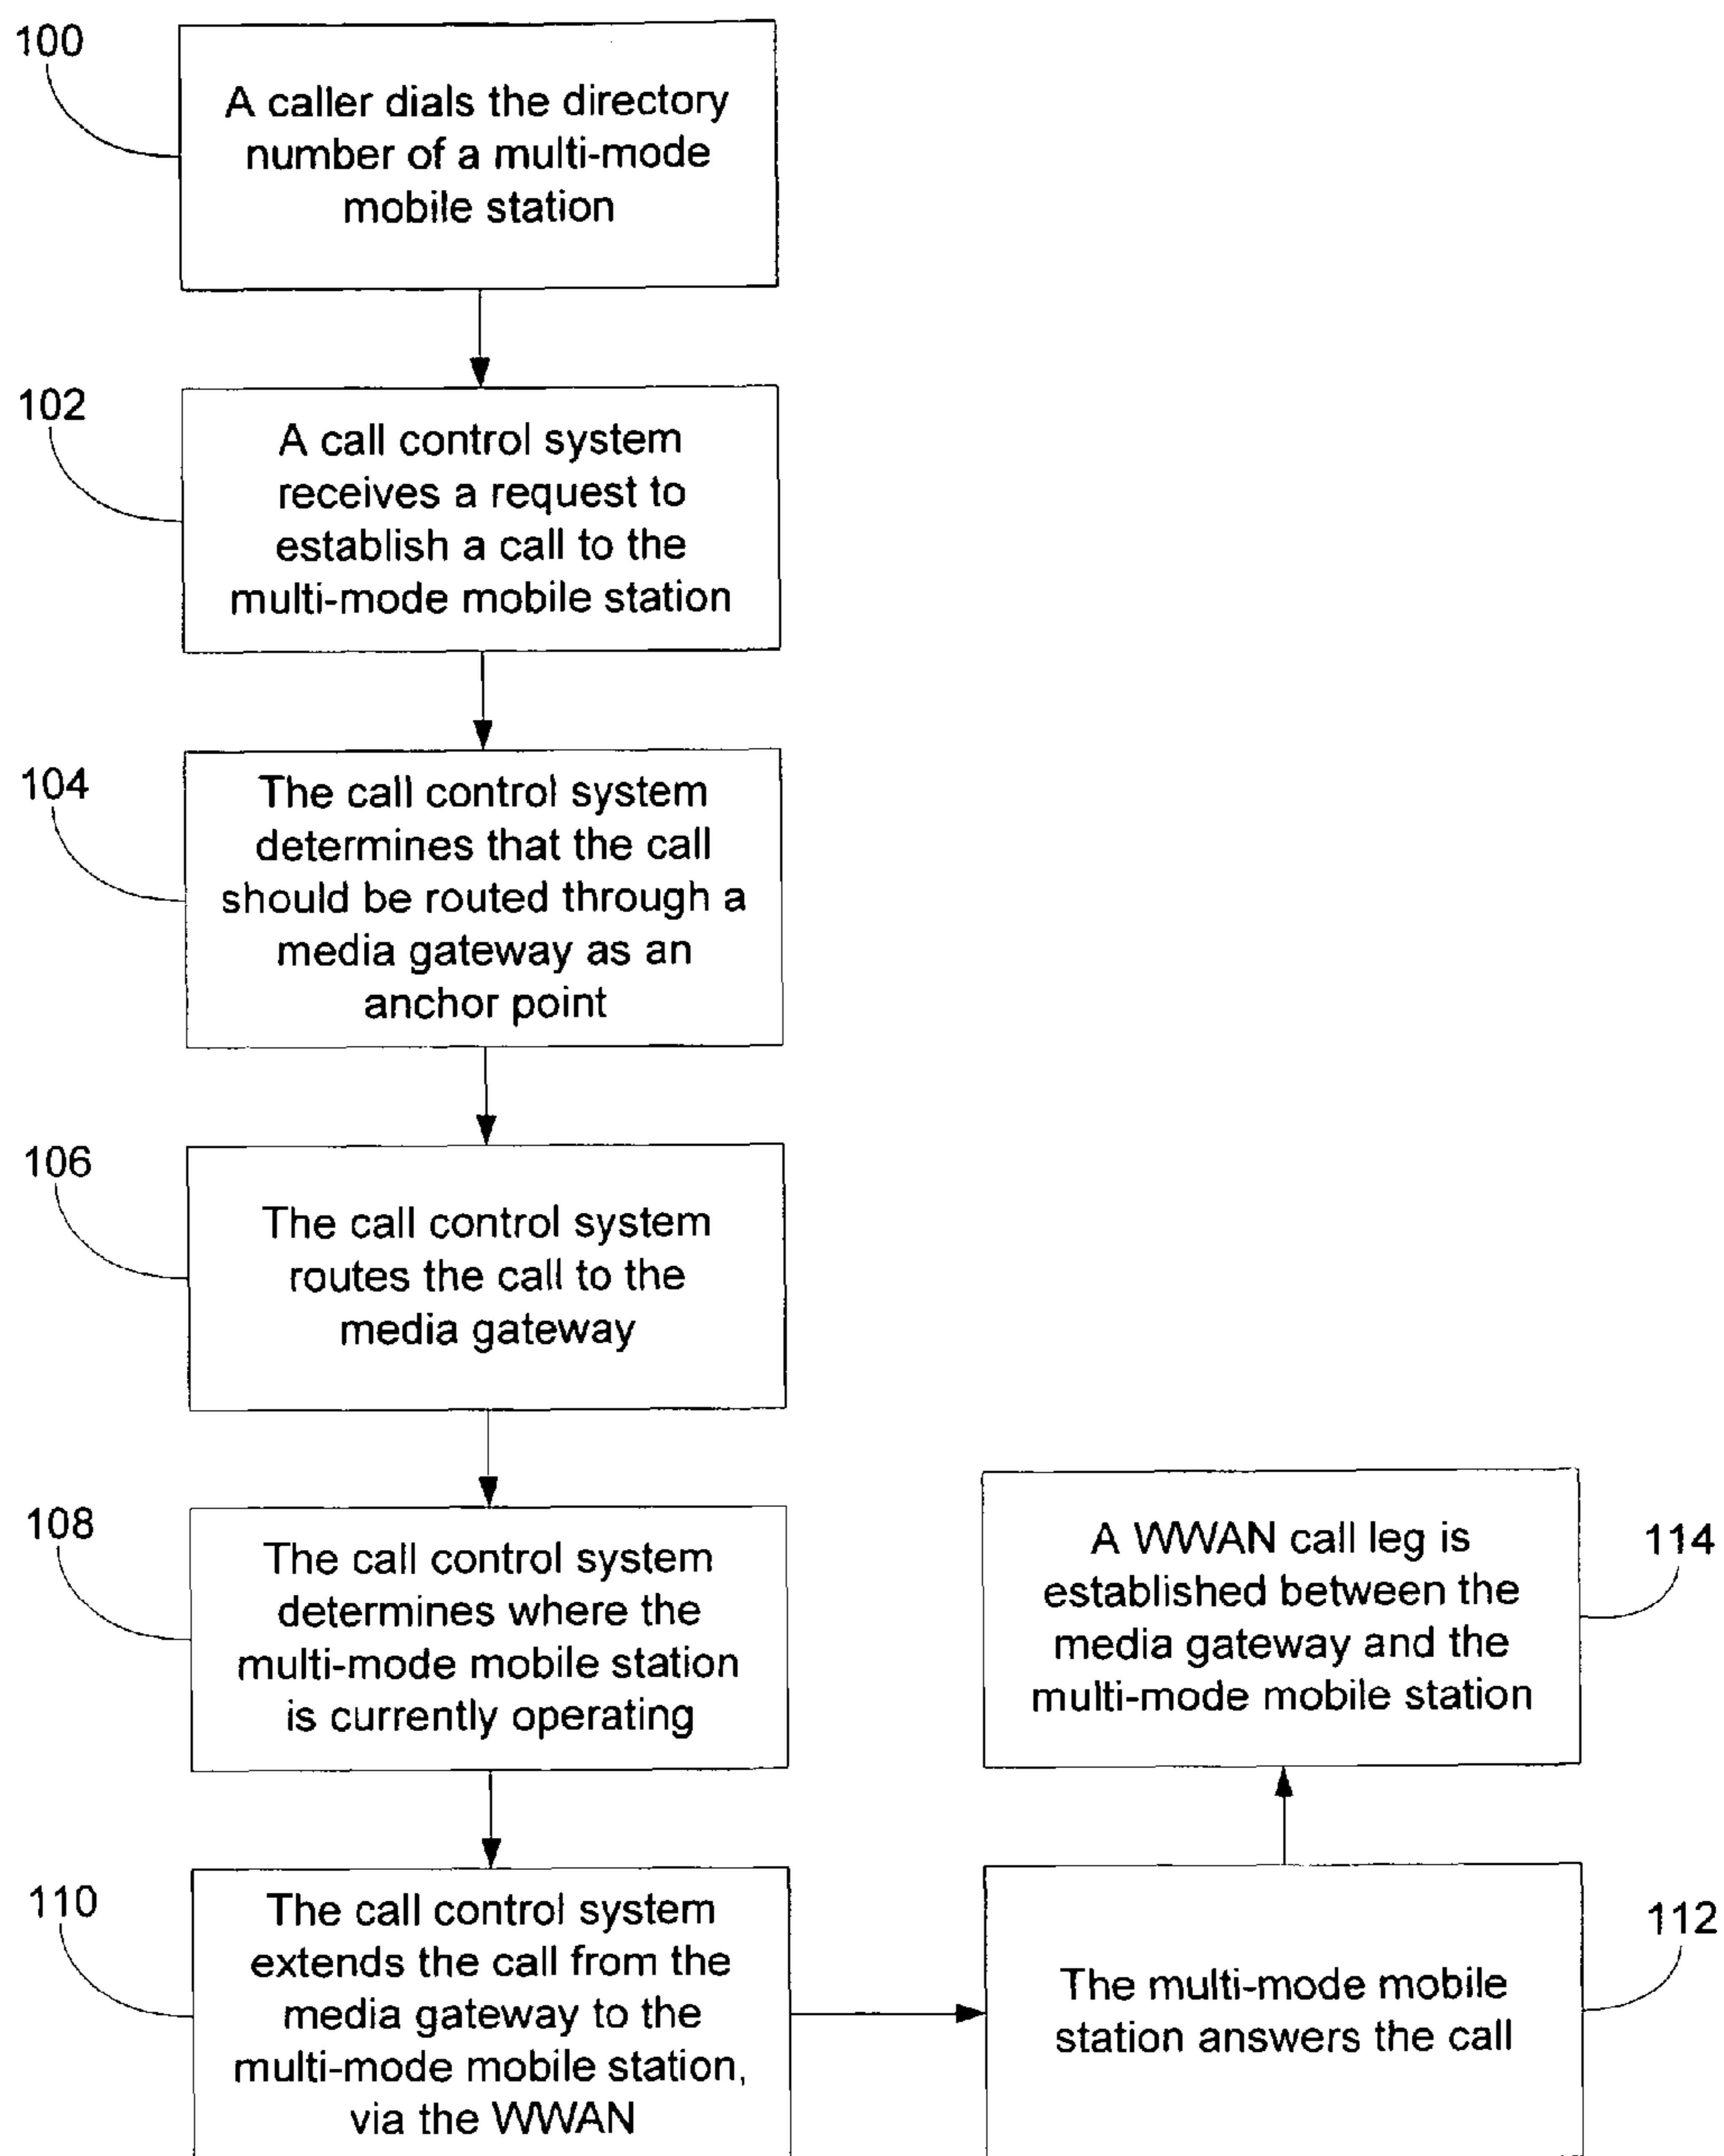 100
A caller dials the directory
number of a multi-mode
mobile station
102
A call control system
receives a request to
establish a call to the
multi-mode mobile station
104
The call control system
determines that the call
should be routed through a
media gateway as an
anchor point
106
The call control system
routes the call to the
media gateway
108
The call control system
determines where the
multi-mode mobile station
is currently operating
110
The call control system
extends the call from the
media gateway to the
multi-mode mobile station,
via the WWAN
112
The multi-mode mobile
station answers the call
114
A WWAN call leg is
established between the
media gateway and the
multi-mode mobile station